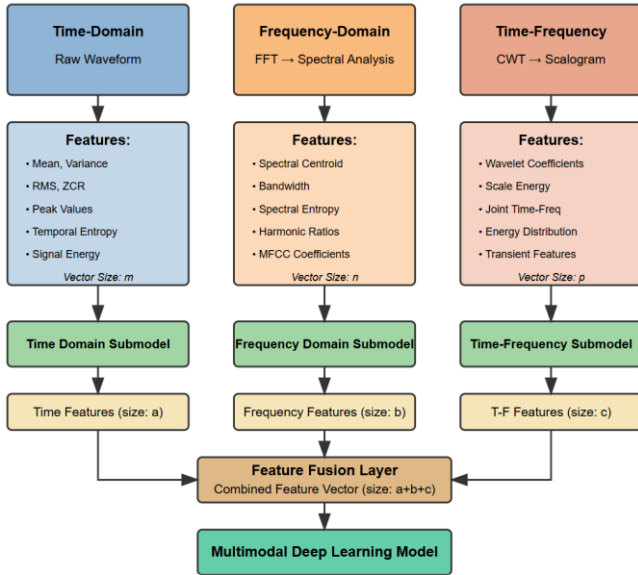 Time-Domain
Raw Waveform
Frequency-Domain
FFT → Spectral Analysis
Time-Frequency
CWT → Scalogram
Features:
• Mean, Variance
• RMS, ZCR
• Peak Values
• Temporal Entropy
• Signal Energy
Vector Size: m
Features:
• Spectral Centroid
• Bandwidth
• Spectral Entropy
• Harmonic Ratios
• MFCC Coefficients
Vector Size: n
Features:
• Wavelet Coefficients
• Scale Energy
• Joint Time-Freq
• Energy Distribution
• Transient Features
Vector Size: p
Time Domain Submodel
Frequency Domain Submodel
Time-Frequency Submodel
Time Features (size: a)
Frequency Features (size: b)
T-F Features (size: c)
Feature Fusion Layer
Combined Feature Vector (size: a+b+c)
Multimodal Deep Learning Model